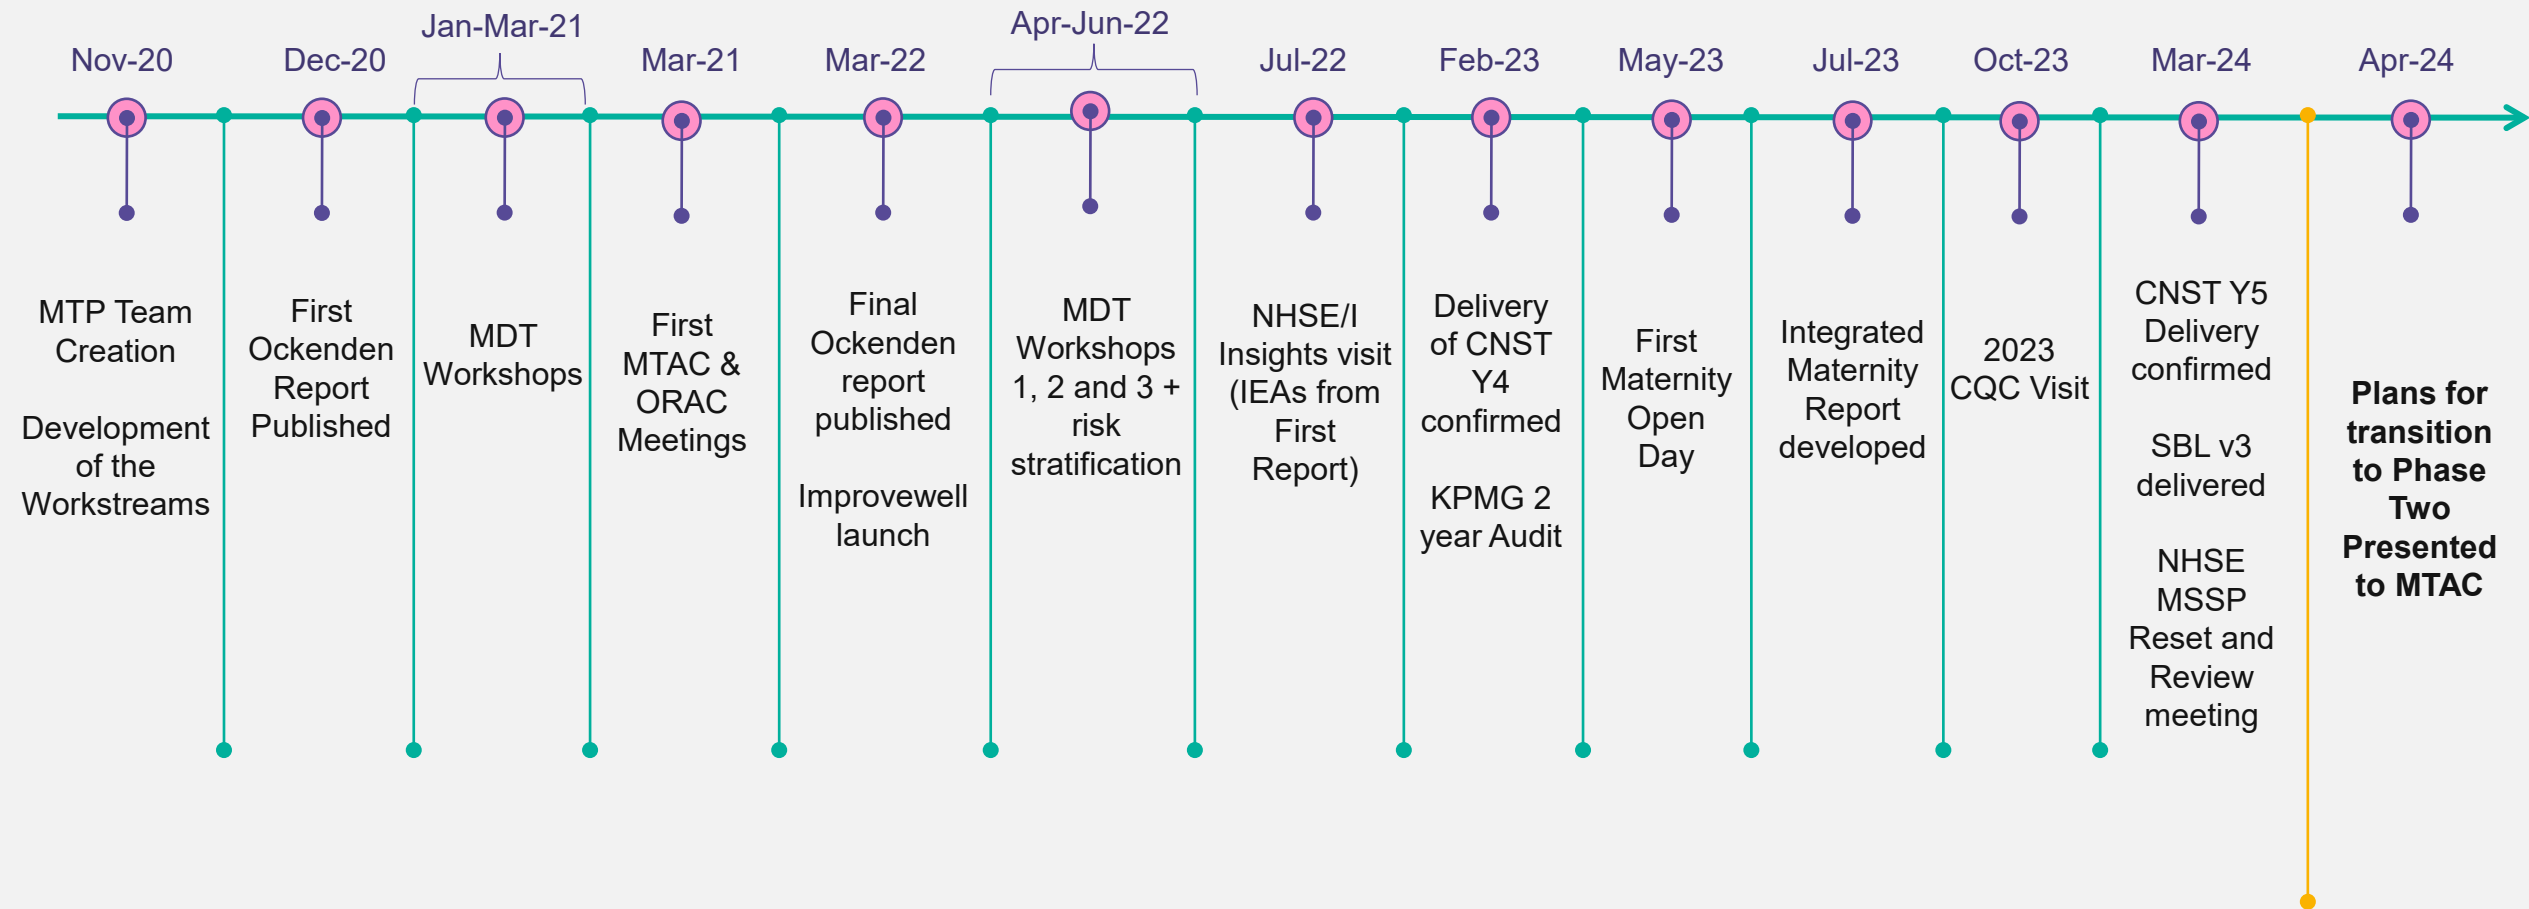 Nov-20
Dec-20
Jan-Mar-21
Mar-21
Mar-22
Apr-Jun-22
Jul-22
Feb-23
May-23
Jul-23
Oct-23
Mar-24
Apr-24
MTP Team
Creation
Development
of the
Workstreams
First
Ockenden
Report
Published
MDT
Workshops
First
MTAC &
ORAC
Meetings
Final
Ockenden
report
published
Improvewell
launch
MDT
Workshops
1, 2 and 3 +
risk
stratification
NHSE/I
Insights visit
(IEAs from
First
Report)
Delivery
of CNST
Y4
confirmed
KPMG 2
year Audit
First
Maternity
Open
Day
Integrated
Maternity
Report
developed
2023
CQC Visit
CNST Y5
Delivery
confirmed
SBL v3
delivered
NHSE
MSSP
Reset and
Review
meeting
Plans for
transition
to Phase
Two
Presented
to MTAC